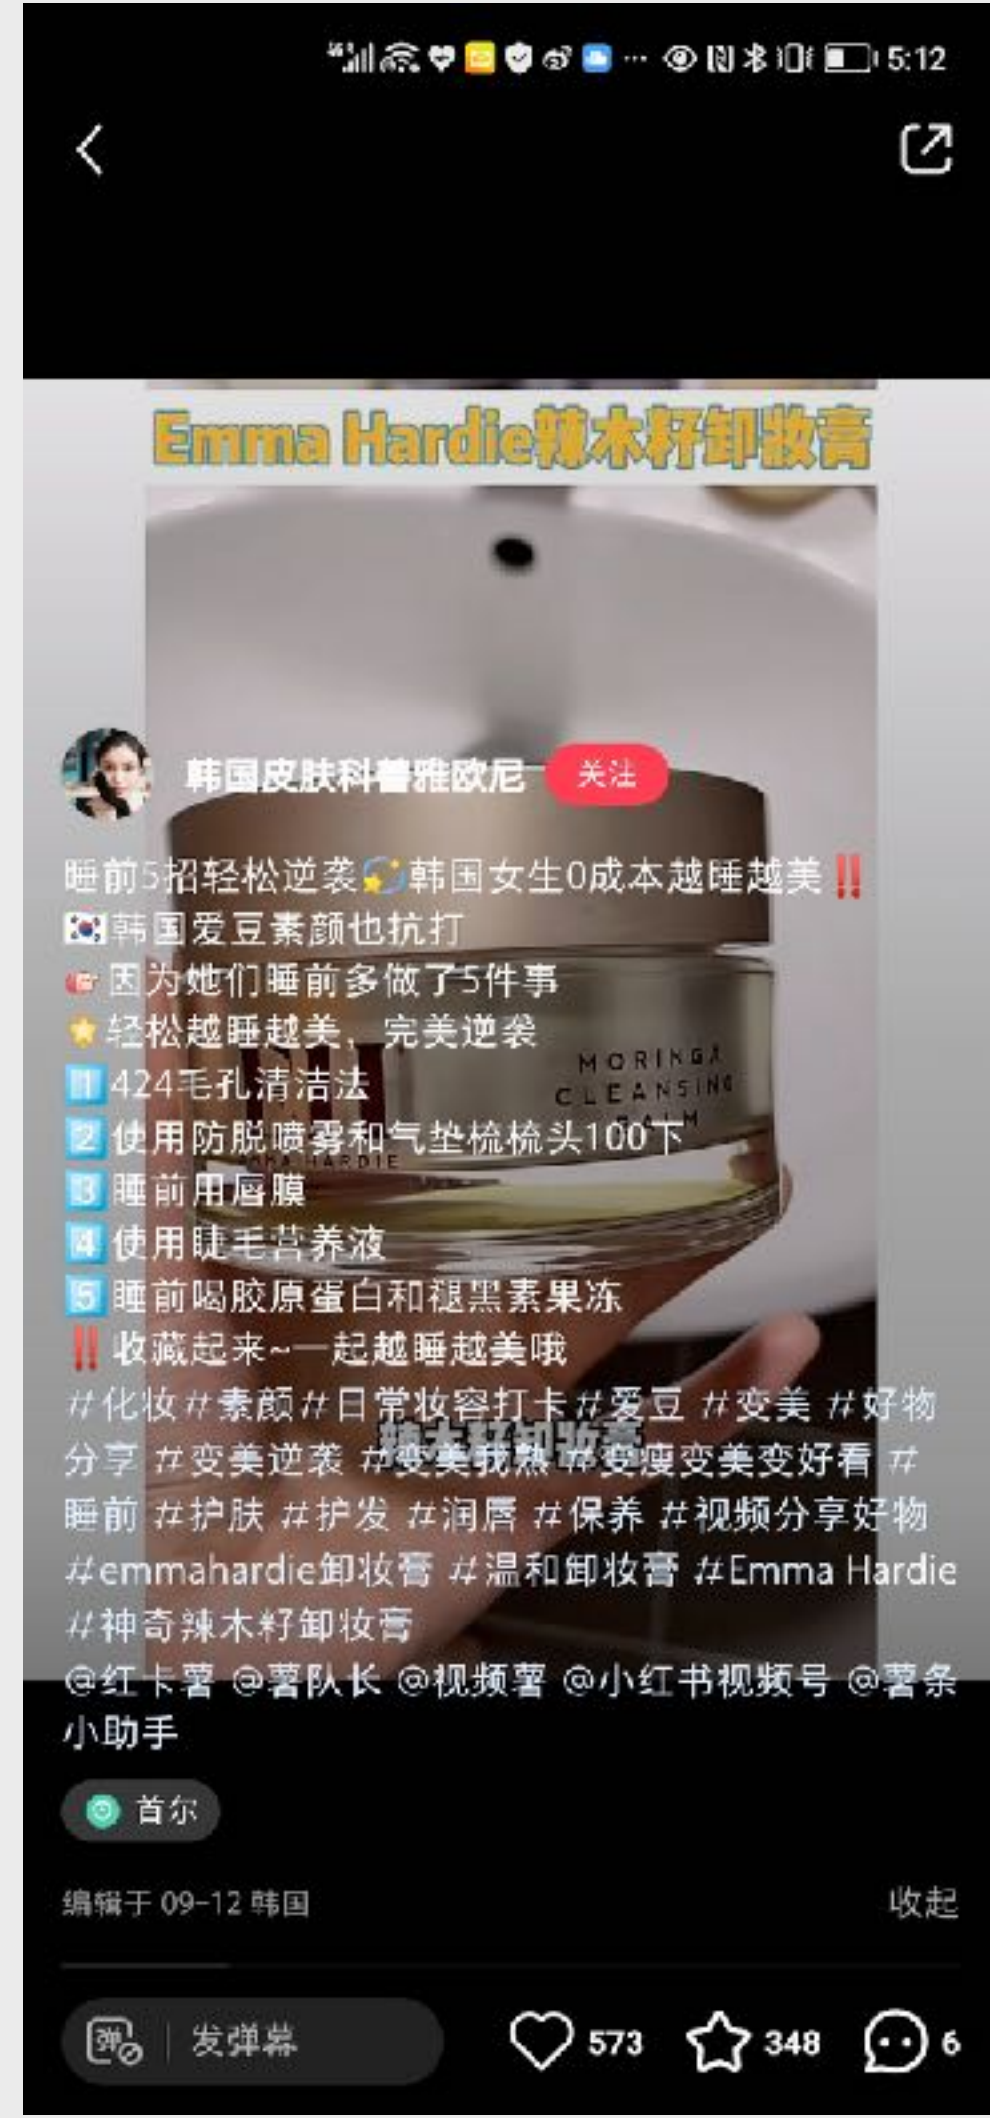 5:12
Emma Hardie辣木籽卸妆膏
韩国皮肤科普雅欧尼 关注
睡前5招轻松逆袭💫韩国女生0成本越睡越美‼️
🇰🇷韩国爱豆素颜也抗打
👉因为她们睡前多做了5件事
⭐轻松越睡越美，完美逆袭
1️⃣424毛孔清洁法
2️⃣使用防脱喷雾和气垫梳梳头100下
3️⃣睡前用唇膜
4️⃣使用睫毛营养液
5️⃣睡前喝胶原蛋白和褪黑素果冻
‼️收藏起来~一起越睡越美哦
#化妆#素颜#日常妆容打卡#爱豆 #变美 #好物
分享 #变美逆袭 #变美我熟 #变瘦变美变好看 #
睡前 #护肤 #护发 #润唇 #保养 #视频分享好物
#emmahardie卸妆膏 #温和卸妆膏 #Emma Hardie
#神奇辣木籽卸妆膏
@红卡薯 @薯队长 @视频薯 @小红书视频号 @薯条
小助手
MORINGA
CLEANSING
BALM
EMMA HARDIE
辣木籽卸妆膏
首尔
编辑于 09-12 韩国 收起
弹 发弹幕 573 348 6